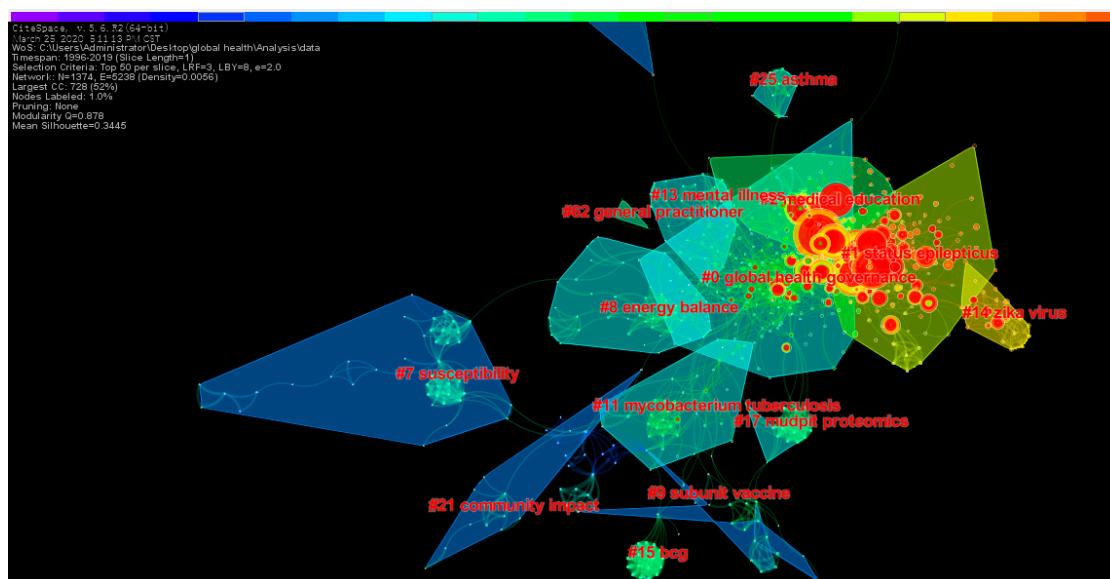 CiteSpace, v. 5.6.R2 (64-bit)
March 25, 2020 5:11:13 PM CST
WoS: C:\Users\Administrator\Desktop\global health\Analysis\data
Timespan: 1996-2019 (Slice Length=1)
Selection Criteria: Top 50 per slice, LRF=3, LBY=8, e=2.0
Network: N=1374, E=5238 (Density=0.0056)
Largest CC: 728 (52%)
Nodes Labeled: 1.0%
Pruning: None
Modularity Q=0.878
Mean Silhouette=0.3445
#25 asthma
#13 mental illness
#2 medical education
#62 general practitioner
#1 status epilepticus
#0 global health governance
#8 energy balance
#14 zika virus
#7 susceptibility
#11 mycobacterium tuberculosis
#17 mudpit proteomics
#9 subunit vaccine
#21 community impact
#15 bcg